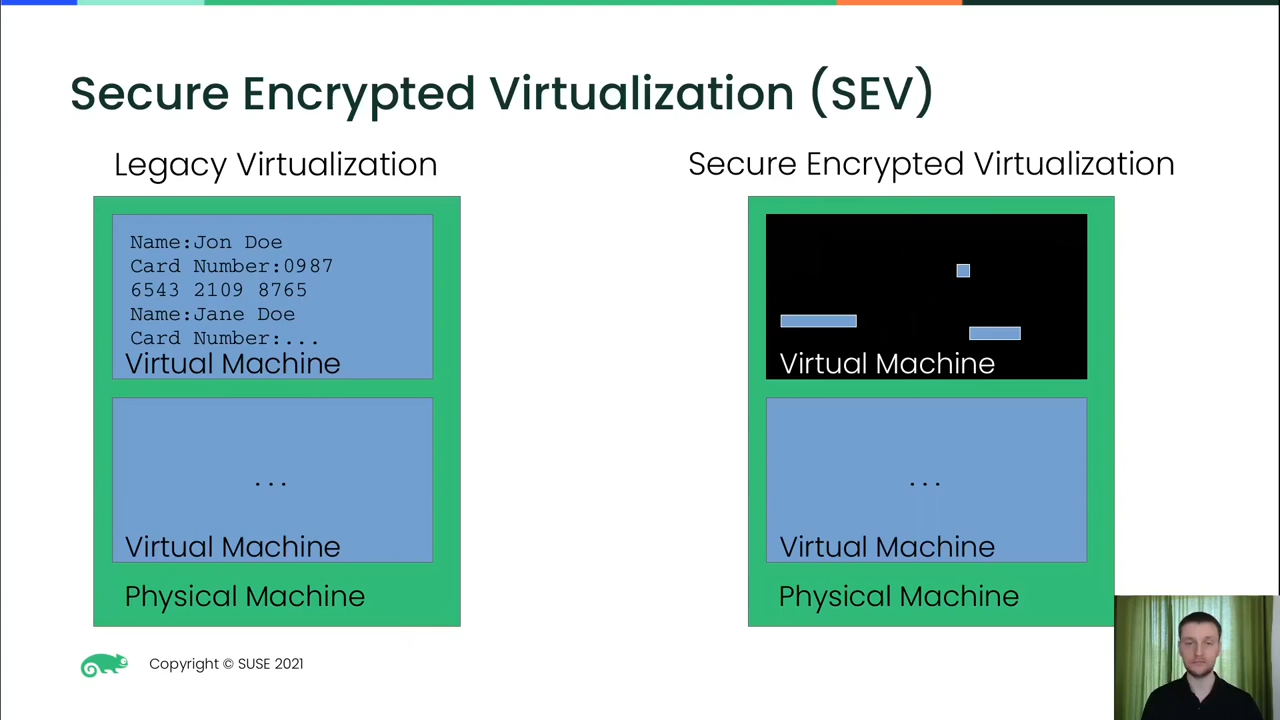 Secure Encrypted Virtualization (SEV)
Legacy Virtualization
Name:Jon Doe
Card Number:0987
6543 2109 8765
Name:Jane Doe
Card Number:...
Virtual Machine
...
Virtual Machine
Physical Machine
Secure Encrypted Virtualization
Virtual Machine
...
Virtual Machine
Physical Machine
Copyright © SUSE 2021